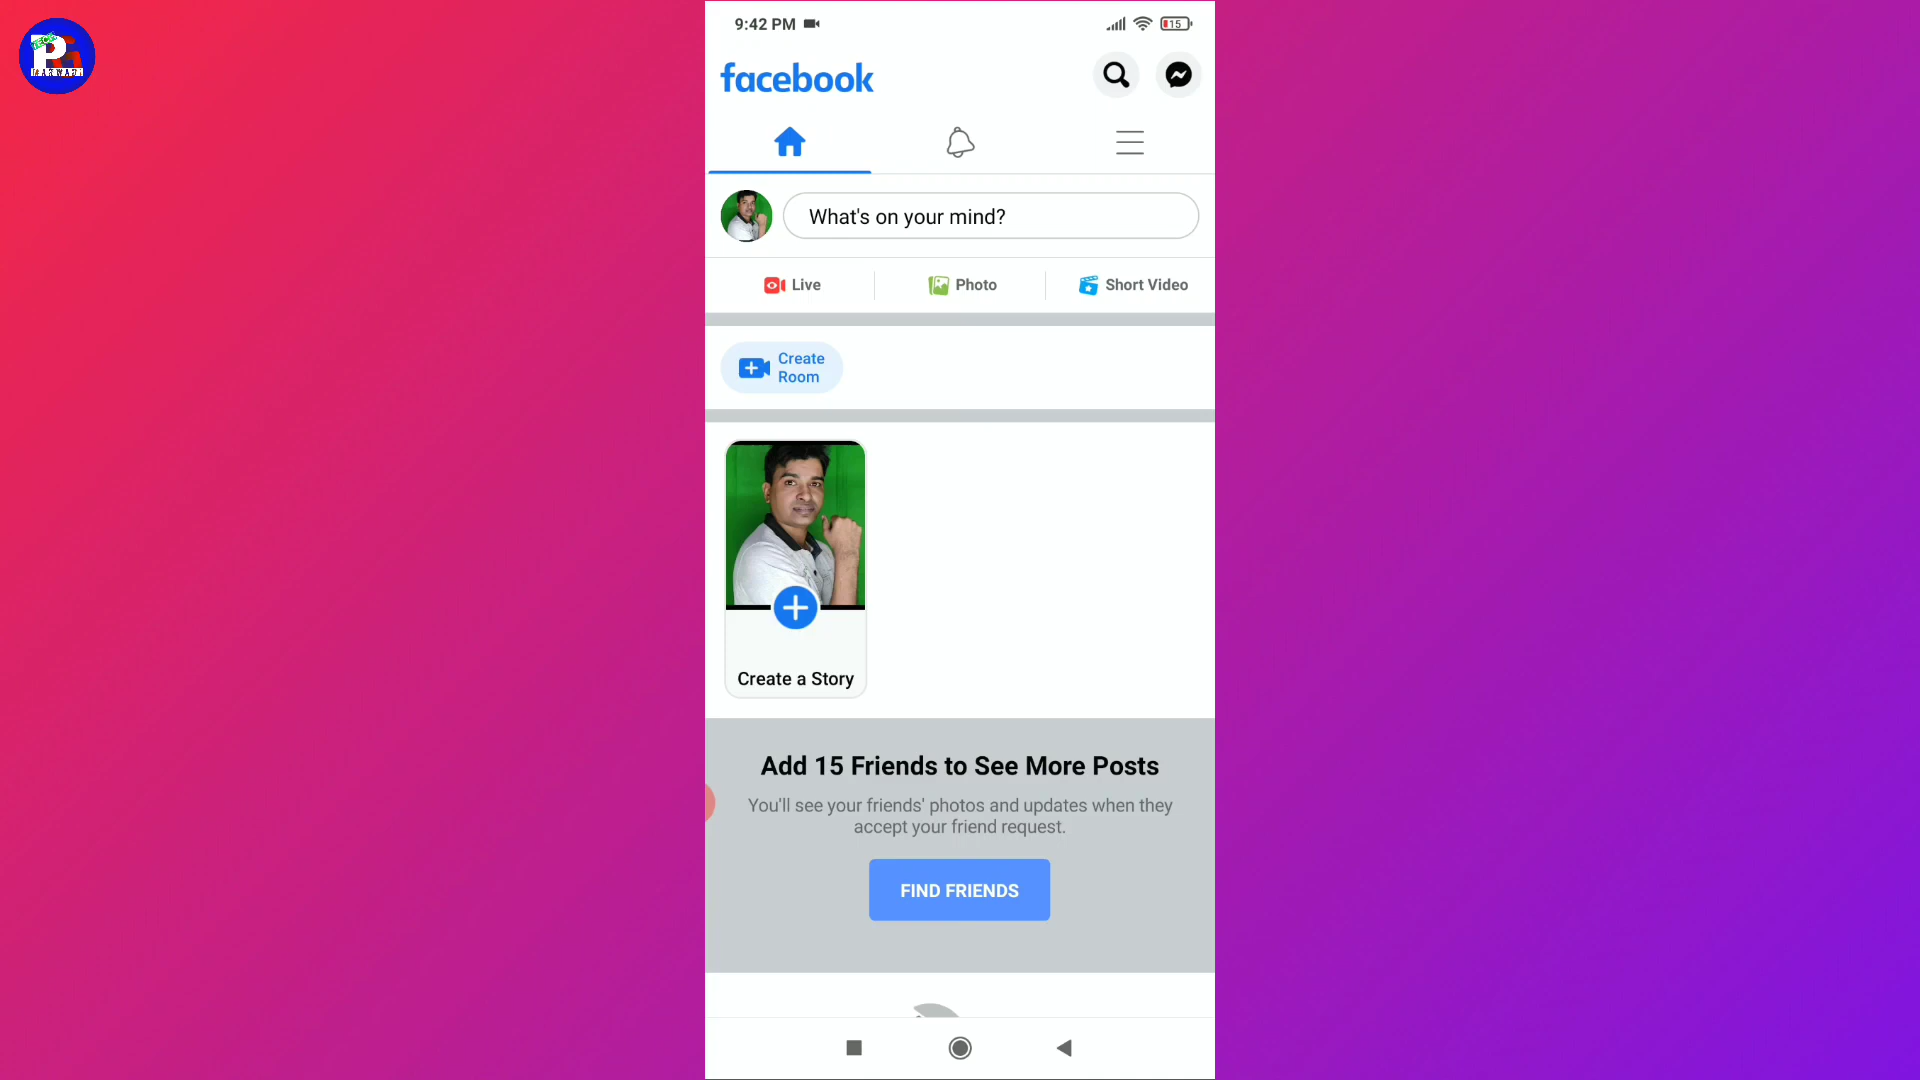 9:42 PM
15
facebook
What's on your mind?
Live
Photo
Short Video
Create
Room
Create a Story
Add 15 Friends to See More Posts
You'll see your friends' photos and updates when they
accept your friend request.
FIND FRIENDS